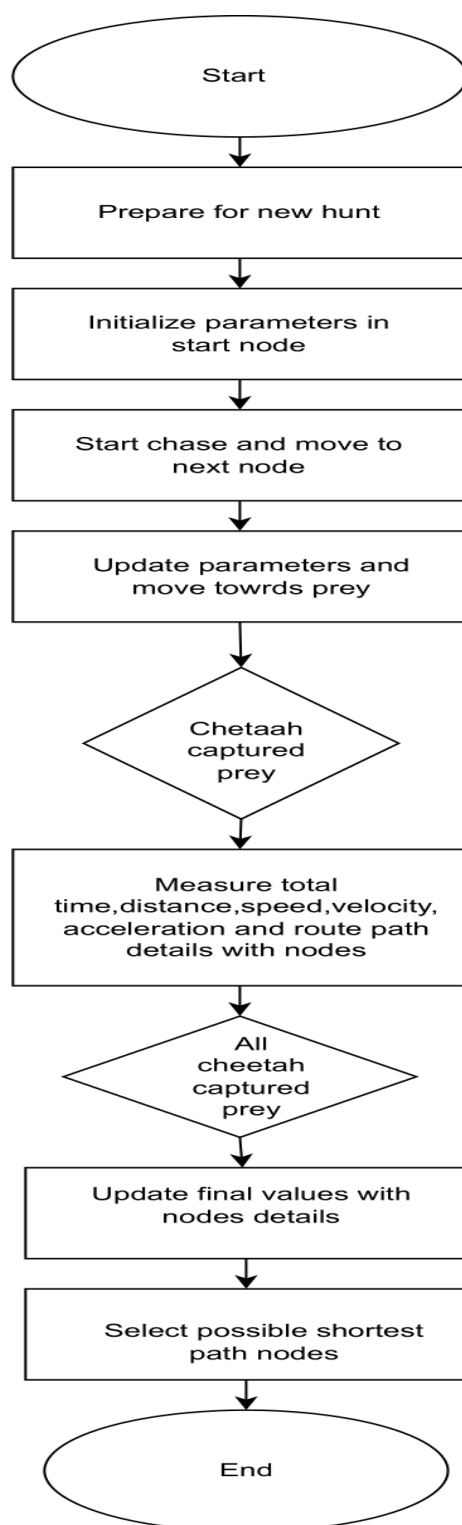 Start
Prepare for new hunt
Initialize parameters in
start node
Start chase and move to
next node
Update parameters and
move towrds prey
Chetaah
captured
prey
Measure total
time,distance,speed,velocity,
acceleration and route path
details with nodes
All
cheetah
captured
prey
Update final values with
nodes details
Select possible shortest
path nodes
End